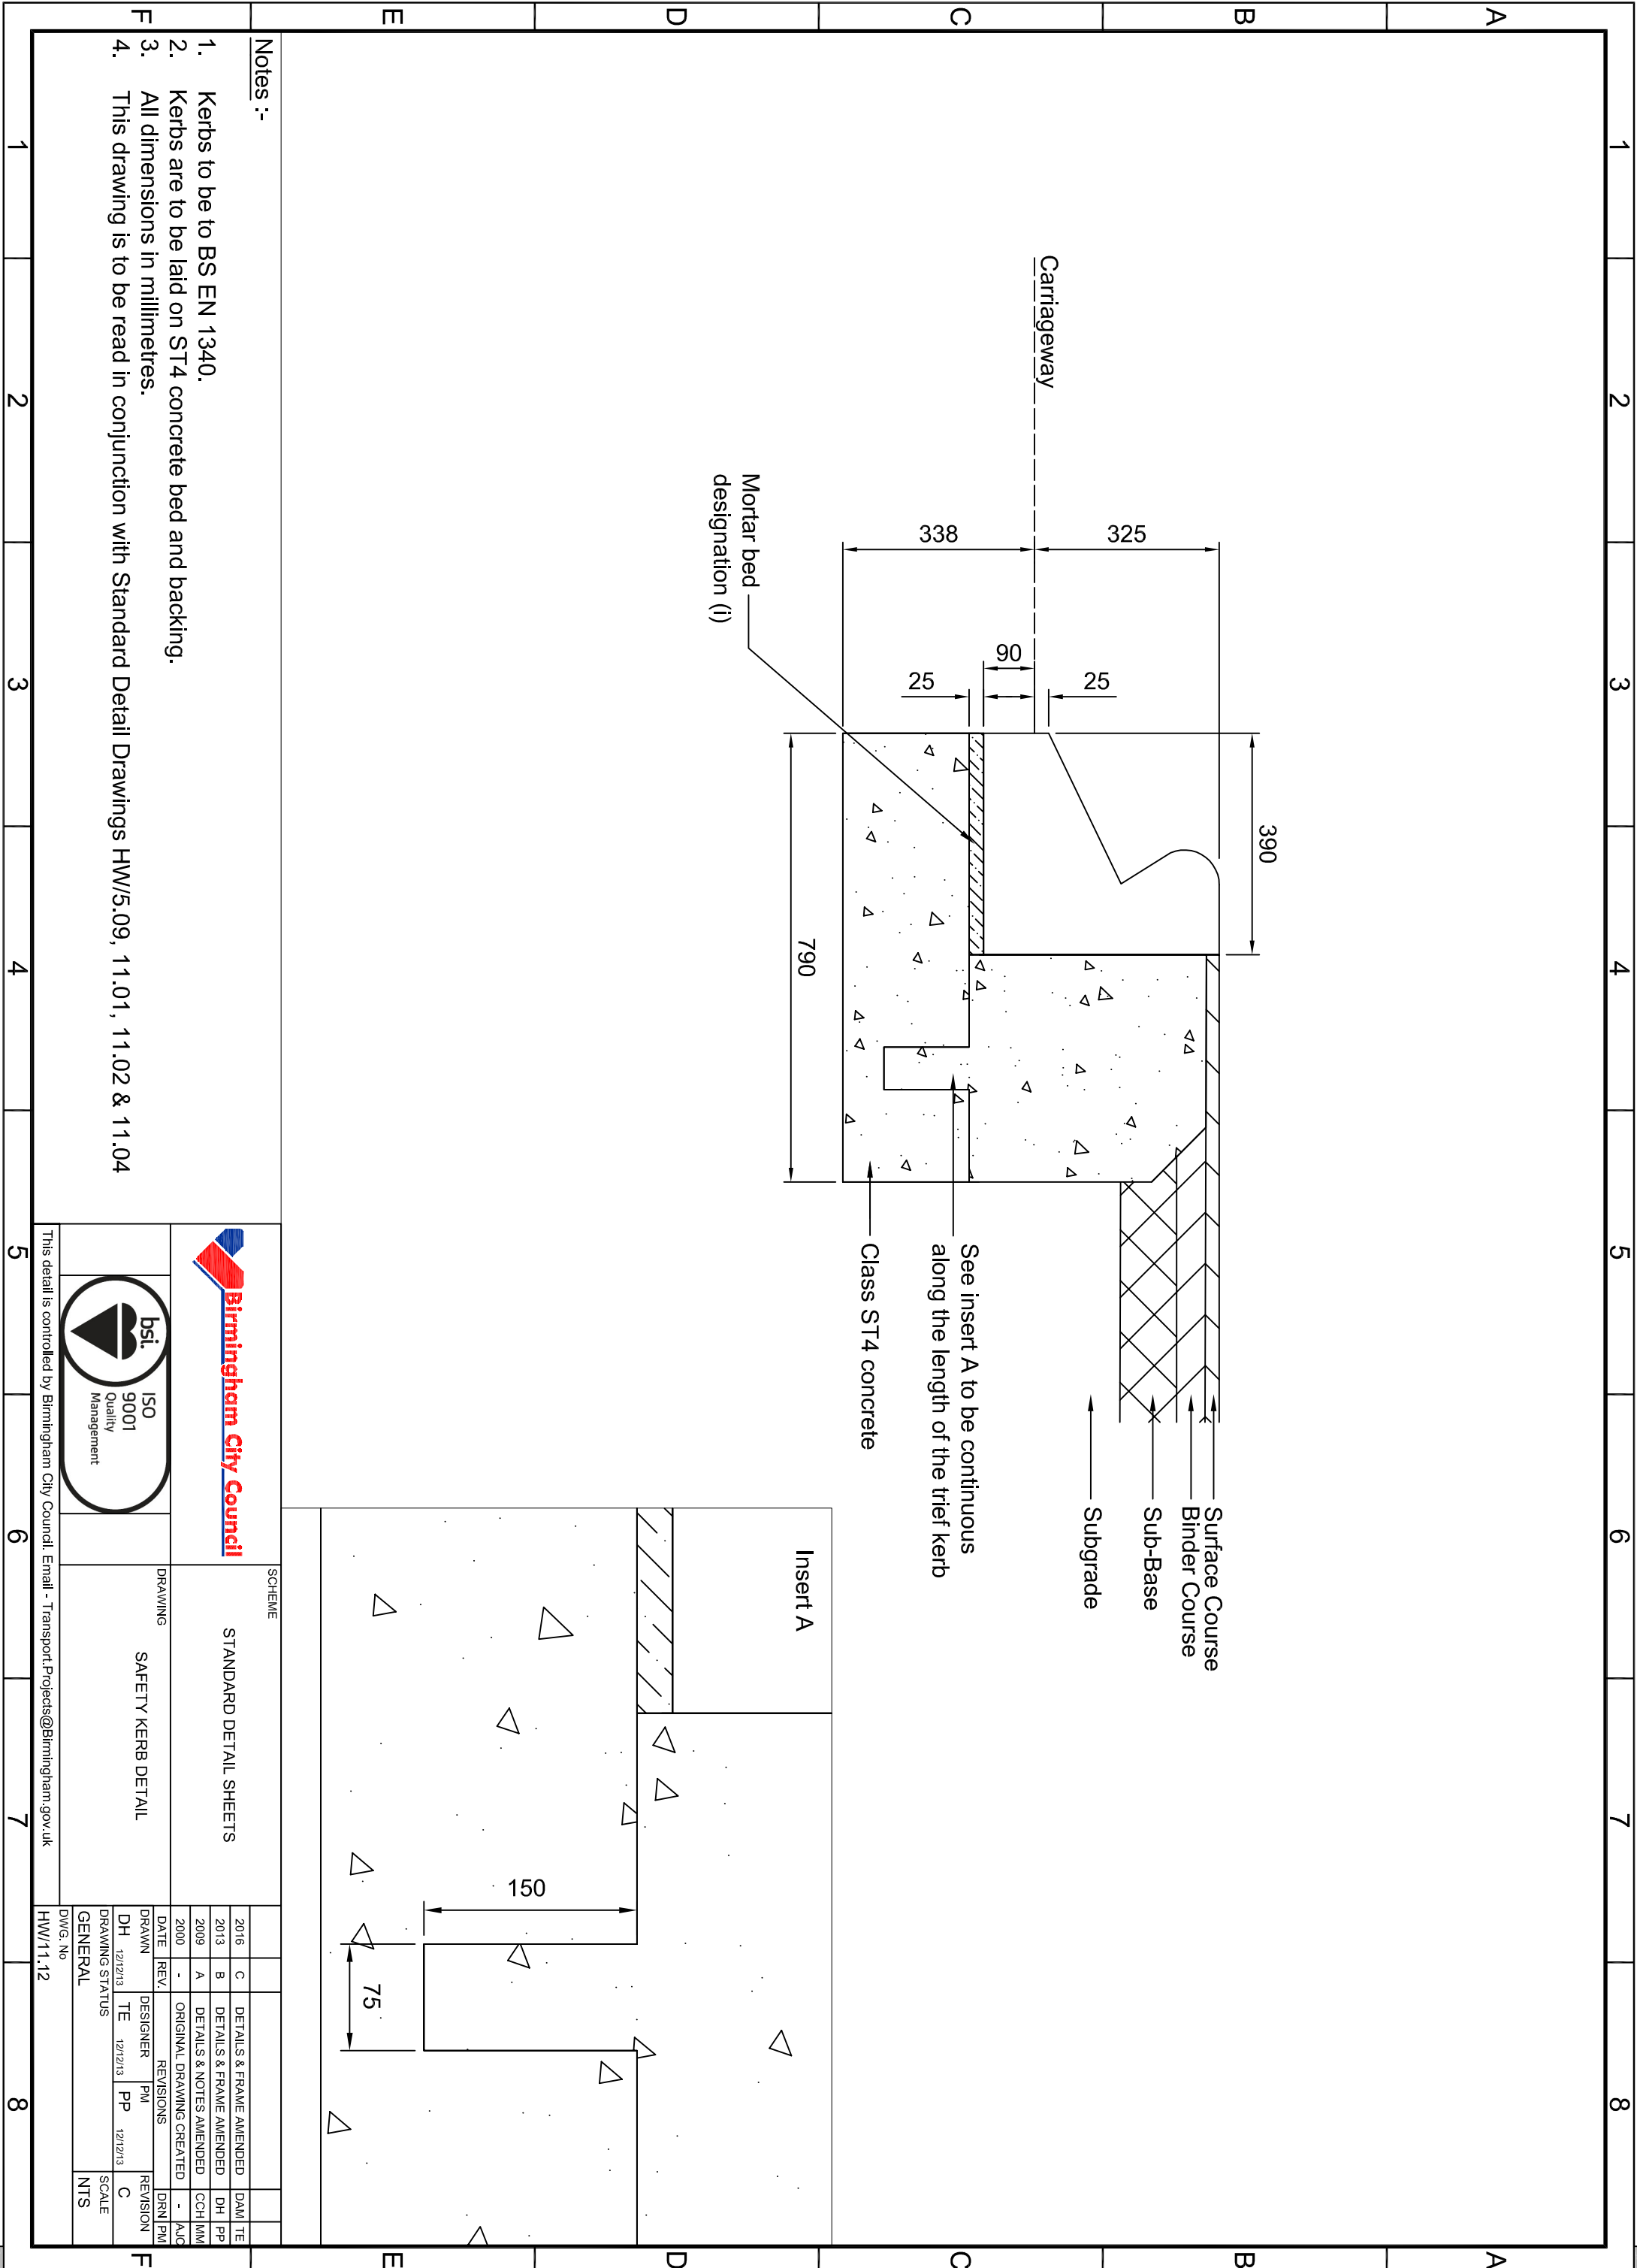 1 2 3 4 5 6 7 8
A
B
C
D
E
F
A
B
C
D
E
F
390
325
338
25
90
25
Carriageway
Mortar bed
designation (i)
790
Surface Course
Binder Course
Sub-Base
Subgrade
See insert A to be continuous
along the length of the trief kerb
Class ST4 concrete
Insert A
150
75
Notes :-
1. Kerbs to be to BS EN 1340.
2. Kerbs are to be laid on ST4 concrete bed and backing.
3. All dimensions in millimetres.
4. This drawing is to be read in conjunction with Standard Detail Drawings HW/5.09, 11.01, 11.02 & 11.04
Birmingham City Council
bsi.
ISO
9001
Quality
Management
This detail is controlled by Birmingham City Council. Email - Transport.Projects@Birmingham.gov.uk
SCHEME
STANDARD DETAIL SHEETS
DRAWING
SAFETY KERB DETAIL
2016 C DETAILS & FRAME AMENDED DAM TE
2013 B DETAILS & FRAME AMENDED DH PP
2009 A DETAILS & NOTES AMENDED CCH MM
2000 - ORIGINAL DRAWING CREATED - AJC
DATE REV. REVISIONS DRN PM
DRAWN DESIGNER PM REVISION
DH 12/12/13 TE 12/12/13 PP 12/12/13 C
DRAWING STATUS SCALE
GENERAL NTS
DWG. No
HW/11.12
1 2 3 4 5 6 7 8